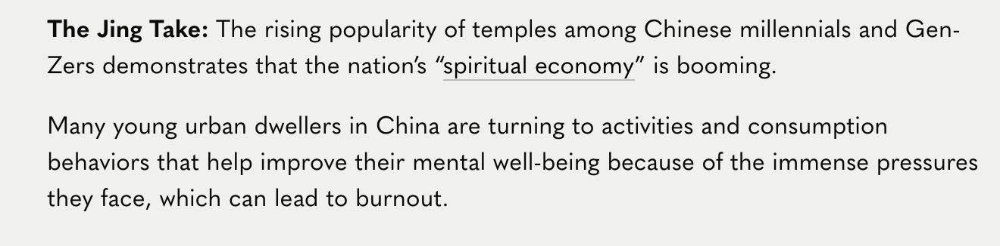 The Jing Take: The rising popularity of temples among Chinese millennials and Gen-
Zers demonstrates that the nation’s “spiritual economy” is booming.
Many young urban dwellers in China are turning to activities and consumption
behaviors that help improve their mental well-being because of the immense pressures
they face, which can lead to burnout.